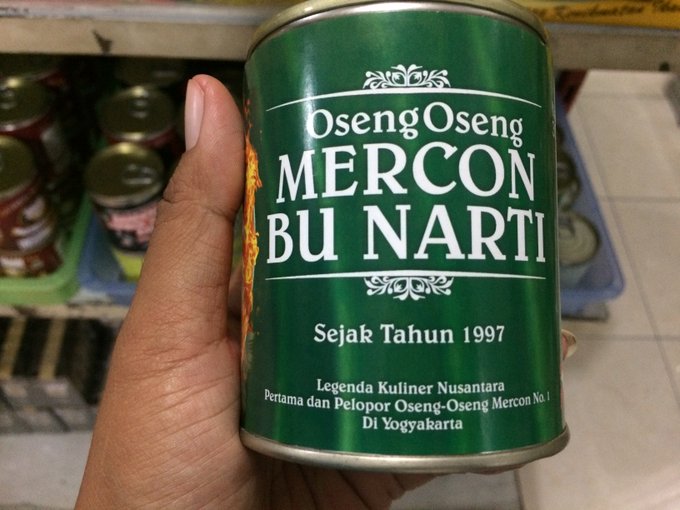 Oseng Oseng
MERCON
BU NARTI
Sejak Tahun 1997
Legenda Kuliner Nusantara
Pertama dan Pelopor Oseng-Oseng Mercon No. 1
Di Yogyakarta